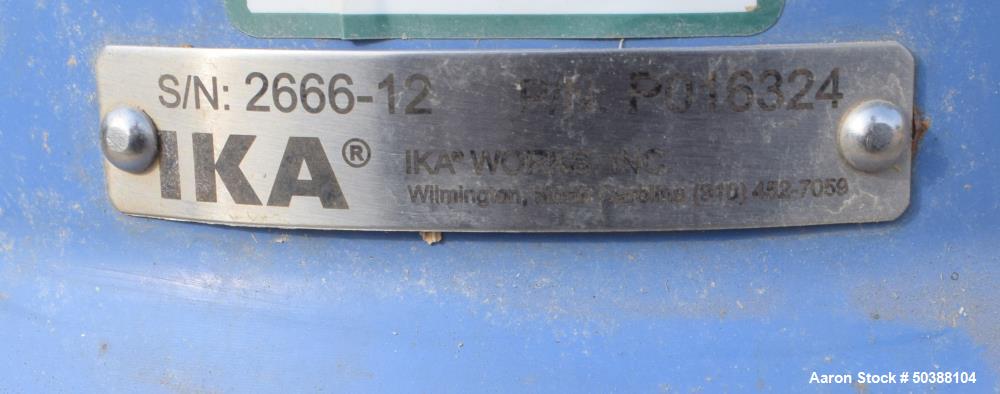 S/N: 2666-12 P/N: P016324
IKA®
IKA® WORKS, INC
Wilmington, North Carolina (910) 452-7059
Aaron Stock # 50388104